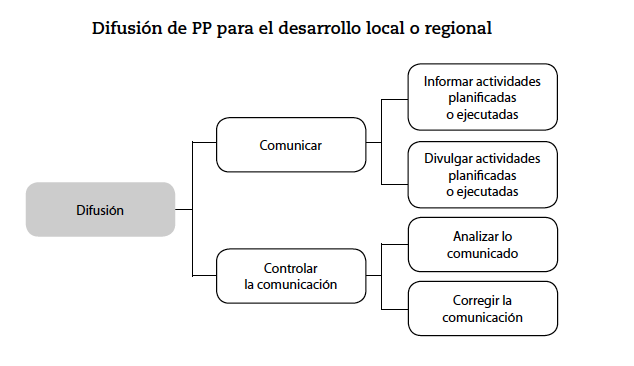 Difusión de PP para el desarrollo local o regional
Difusión
Comunicar
Informar actividades
planificadas
o ejecutadas
Divulgar actividades
planificadas
o ejecutadas
Controlar
la comunicación
Analizar lo
comunicado
Corregir la
comunicación